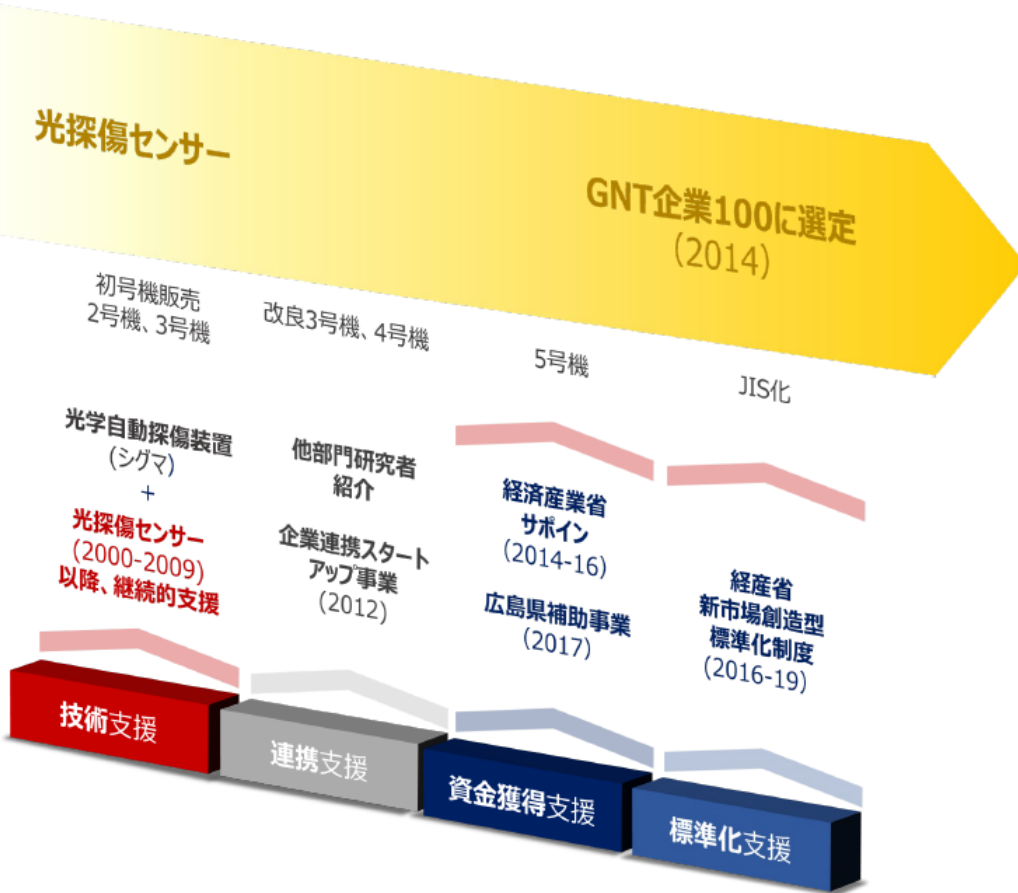 光探傷センサー
GNT企業100に選定
(2014)
初号機販売
2号機、3号機
改良3号機、4号機
5号機
JIS化
光学自動探傷装置
(シグマ)
+
光探傷センサー
(2000-2009)
以降、継続的支援
他部門研究者
紹介
企業連携スタート
アップ事業
(2012)
経済産業省
サポイン
(2014-16)
広島県補助事業
(2017)
経産省
新市場創造型
標準化制度
(2016-19)
技術支援
連携支援
資金獲得支援
標準化支援